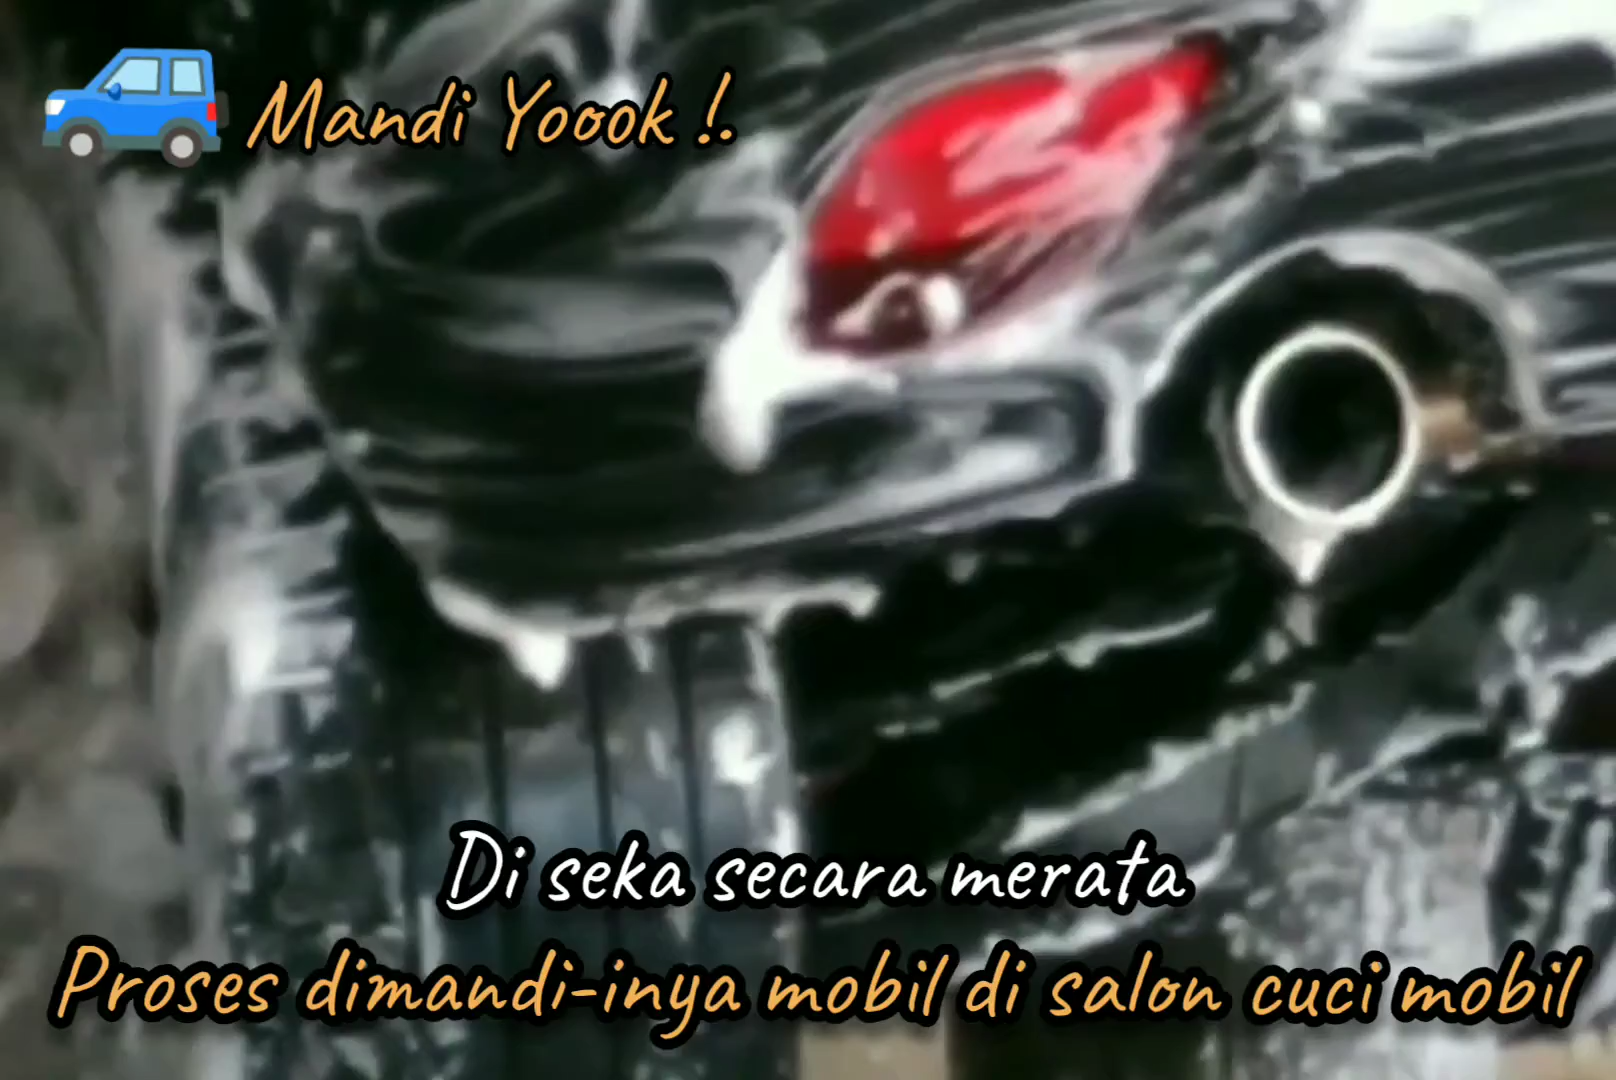 Mandi Yoook !.
Di seka secara merata
Proses dimandi-inya mobil di salon cuci mobil